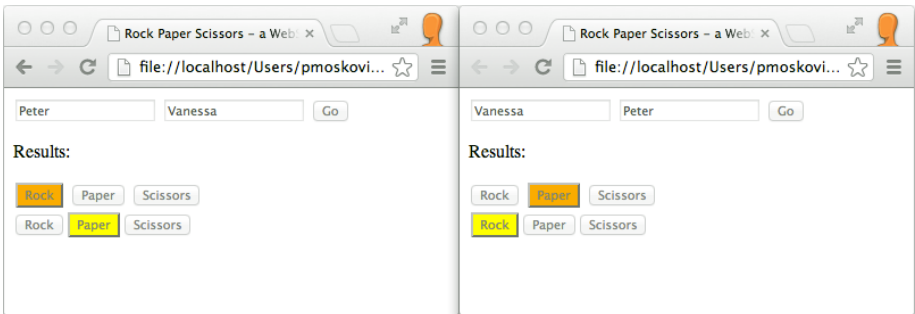 Rock Paper Scissors – a Web
file://localhost/Users/pmoskovi...
Peter Vanessa Go
Results:
Rock Paper Scissors
Rock Paper Scissors
Rock Paper Scissors – a Web
file://localhost/Users/pmoskovi...
Vanessa Peter Go
Results:
Rock Paper Scissors
Rock Paper Scissors